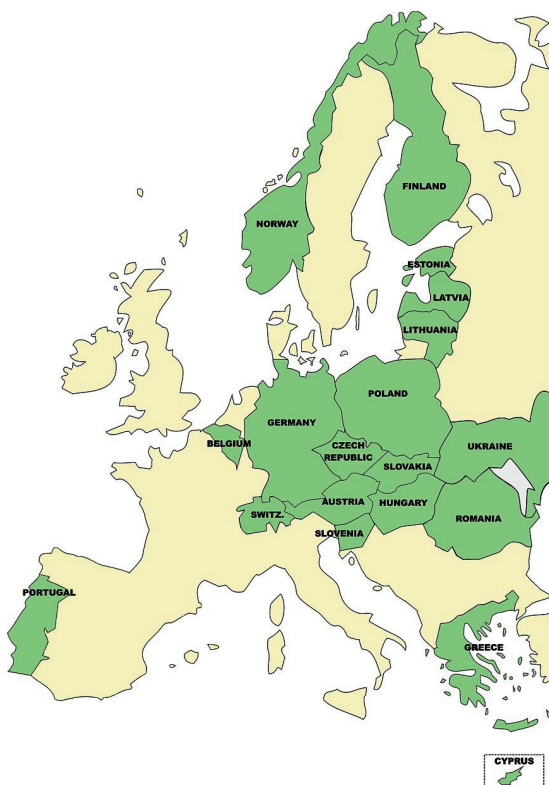 FINLAND
NORWAY
ESTONIA
LATVIA
LITHUANIA
POLAND
GERMANY
BELGIUM
CZECH
REPUBLIC
UKRAINE
SLOVAKIA
AUSTRIA
HUNGARY
SWITZ.
ROMANIA
SLOVENIA
PORTUGAL
GREECE
CYPRUS